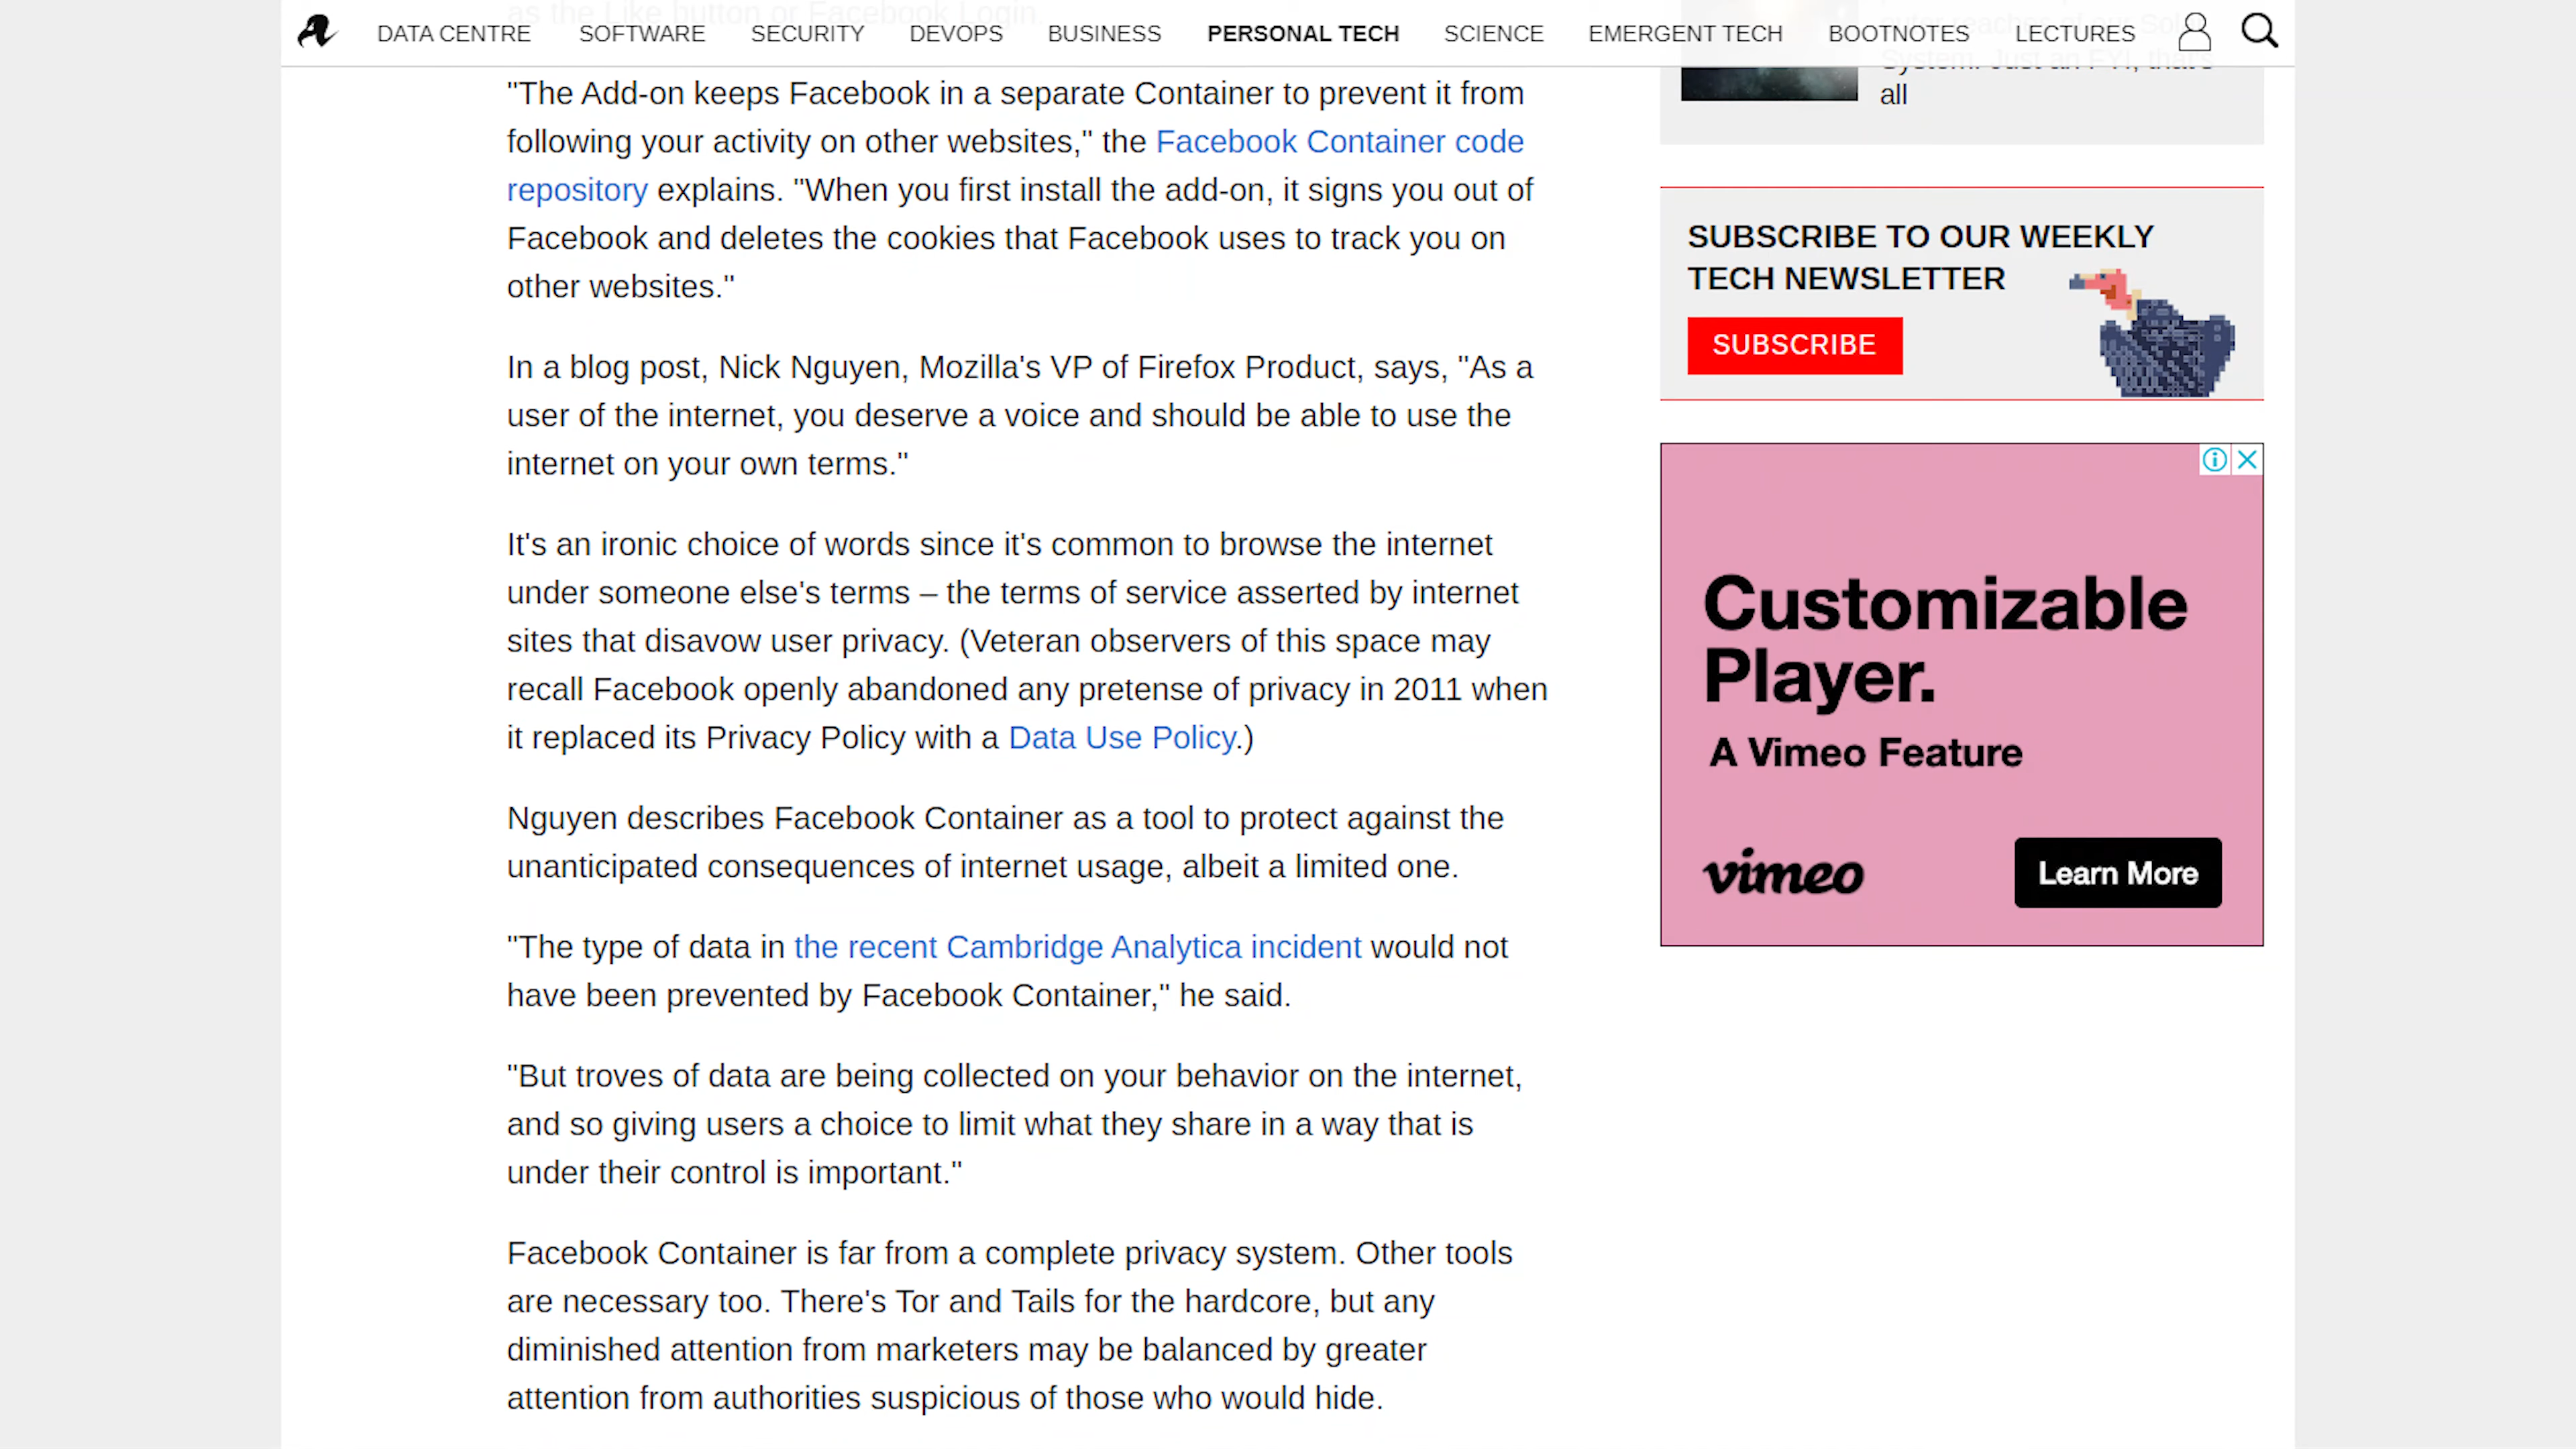 as the Like button or Facebook Login.
DATA CENTRE SOFTWARE SECURITY DEVOPS BUSINESS PERSONAL TECH SCIENCE EMERGENT TECH BOOTNOTES LECTURES
"The Add-on keeps Facebook in a separate Container to prevent it from
following your activity on other websites," the Facebook Container code
repository explains. "When you first install the add-on, it signs you out of
Facebook and deletes the cookies that Facebook uses to track you on
other websites."
In a blog post, Nick Nguyen, Mozilla's VP of Firefox Product, says, "As a
user of the internet, you deserve a voice and should be able to use the
internet on your own terms."
It's an ironic choice of words since it's common to browse the internet
under someone else's terms – the terms of service asserted by internet
sites that disavow user privacy. (Veteran observers of this space may
recall Facebook openly abandoned any pretense of privacy in 2011 when
it replaced its Privacy Policy with a Data Use Policy.)
Nguyen describes Facebook Container as a tool to protect against the
unanticipated consequences of internet usage, albeit a limited one.
"The type of data in the recent Cambridge Analytica incident would not
have been prevented by Facebook Container," he said.
"But troves of data are being collected on your behavior on the internet,
and so giving users a choice to limit what they share in a way that is
under their control is important."
Facebook Container is far from a complete privacy system. Other tools
are necessary too. There's Tor and Tails for the hardcore, but any
diminished attention from marketers may be balanced by greater
attention from authorities suspicious of those who would hide.
outer reaches of our Sol
System. Just an FYI, that's
all
SUBSCRIBE TO OUR WEEKLY
TECH NEWSLETTER
SUBSCRIBE
Customizable
Player.
A Vimeo Feature
vimeo
Learn More